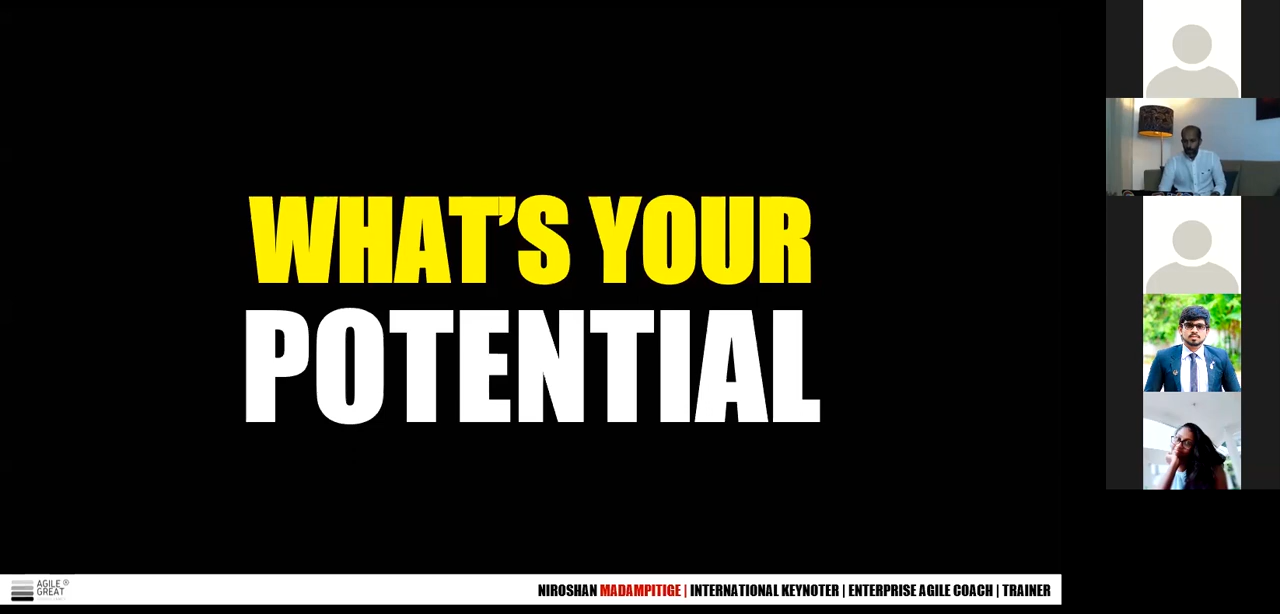 WHAT'S YOUR
POTENTIAL
AGILE ®
GREAT
NIROSHAN MADAMPITIGE | INTERNATIONAL KEYNOTER | ENTERPRISE AGILE COACH | TRAINER